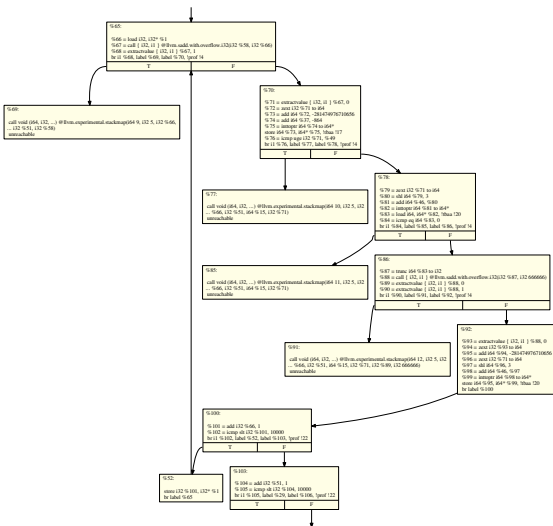 %65:
%66 = load i32, i32* %1
%67 = call { i32, i1 } @llvm.sadd.with.overflow.i32(i32 %58, i32 %66)
%68 = extractvalue { i32, i1 } %67, 1
br i1 %68, label %69, label %70, !prof !4
T F
%69:
call void (i64, i32, ...) @llvm.experimental.stackmap(i64 9, i32 5, i32 %66,
... i32 %51, i32 %58)
unreachable
%70:
%71 = extractvalue { i32, i1 } %67, 0
%72 = zext i32 %71 to i64
%73 = add i64 %72, -281474976710656
%74 = add i64 %37, -864
%75 = inttoptr i64 %74 to i64*
store i64 %73, i64* %75, !tbaa !17
%76 = icmp uge i32 %71, %49
br i1 %76, label %77, label %78, !prof !4
T F
%77:
call void (i64, i32, ...) @llvm.experimental.stackmap(i64 10, i32 5, i32
... %66, i32 %51, i64 %15, i32 %71)
unreachable
%78:
%79 = zext i32 %71 to i64
%80 = shl i64 %79, 3
%81 = add i64 %46, %80
%82 = inttoptr i64 %81 to i64*
%83 = load i64, i64* %82, !tbaa !20
%84 = icmp eq i64 %83, 0
br i1 %84, label %85, label %86, !prof !4
T F
%85:
call void (i64, i32, ...) @llvm.experimental.stackmap(i64 11, i32 5, i32
... %66, i32 %51, i64 %15, i32 %71)
unreachable
%86:
%87 = trunc i64 %83 to i32
%88 = call { i32, i1 } @llvm.sadd.with.overflow.i32(i32 %87, i32 666666)
%89 = extractvalue { i32, i1 } %88, 0
%90 = extractvalue { i32, i1 } %88, 1
br i1 %90, label %91, label %92, !prof !4
T F
%91:
call void (i64, i32, ...) @llvm.experimental.stackmap(i64 12, i32 5, i32
... %66, i32 %51, i64 %15, i32 %71, i32 %89, i32 666666)
unreachable
%92:
%93 = extractvalue { i32, i1 } %88, 0
%94 = zext i32 %93 to i64
%95 = add i64 %94, -281474976710656
%96 = zext i32 %71 to i64
%97 = shl i64 %96, 3
%98 = add i64 %46, %97
%99 = inttoptr i64 %98 to i64*
store i64 %95, i64* %99, !tbaa !20
br label %100
%100:
%101 = add i32 %66, 1
%102 = icmp slt i32 %101, 10000
br i1 %102, label %52, label %103, !prof !22
T F
%52:
store i32 %101, i32* %1
br label %65
%103:
%104 = add i32 %51, 1
%105 = icmp slt i32 %104, 10000
br i1 %105, label %29, label %106, !prof !22
T F